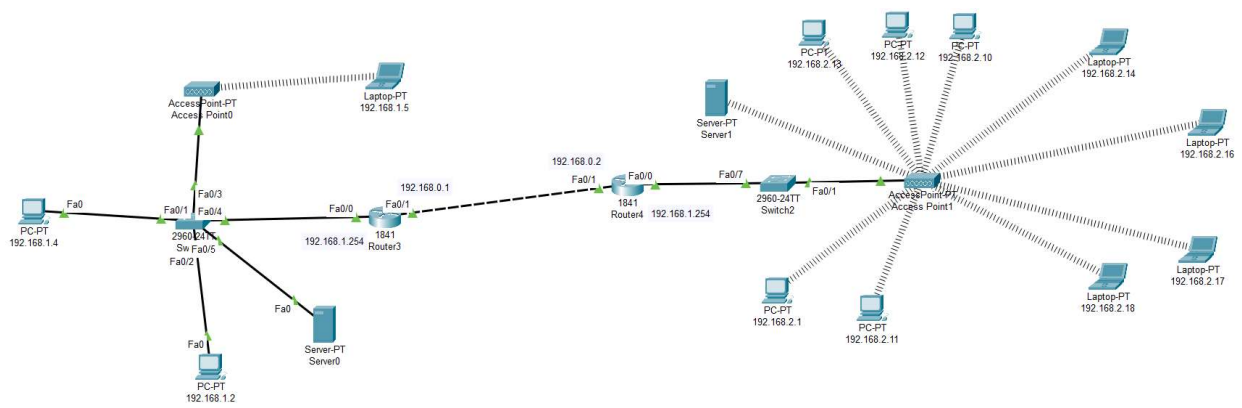 PC-PT
192.168.2.13
PC-PT
192.168.2.12
PC-PT
192.168.2.10
Laptop-PT
192.168.2.14
AccessPoint-PT
Access Point0
Laptop-PT
192.168.1.5
Server-PT
Server1
Laptop-PT
192.168.2.16
192.168.0.2
Fa0/1
Fa0/0
1841
Router4
192.168.1.254
Fa0/7
2960-24TT
Switch2
Fa0/1
AccessPoint-PT
Access Point1
Fa0/3
192.168.0.1
Fa0
PC-PT
192.168.1.4
Fa0/1
Fa0/4
2960-24TT
Sw
Fa0/5
Fa0/2
Fa0/0
192.168.1.254
Fa0/1
1841
Router3
Laptop-PT
192.168.2.17
Laptop-PT
192.168.2.18
PC-PT
192.168.2.1
PC-PT
192.168.2.11
Fa0
Server-PT
Server0
Fa0
PC-PT
192.168.1.2